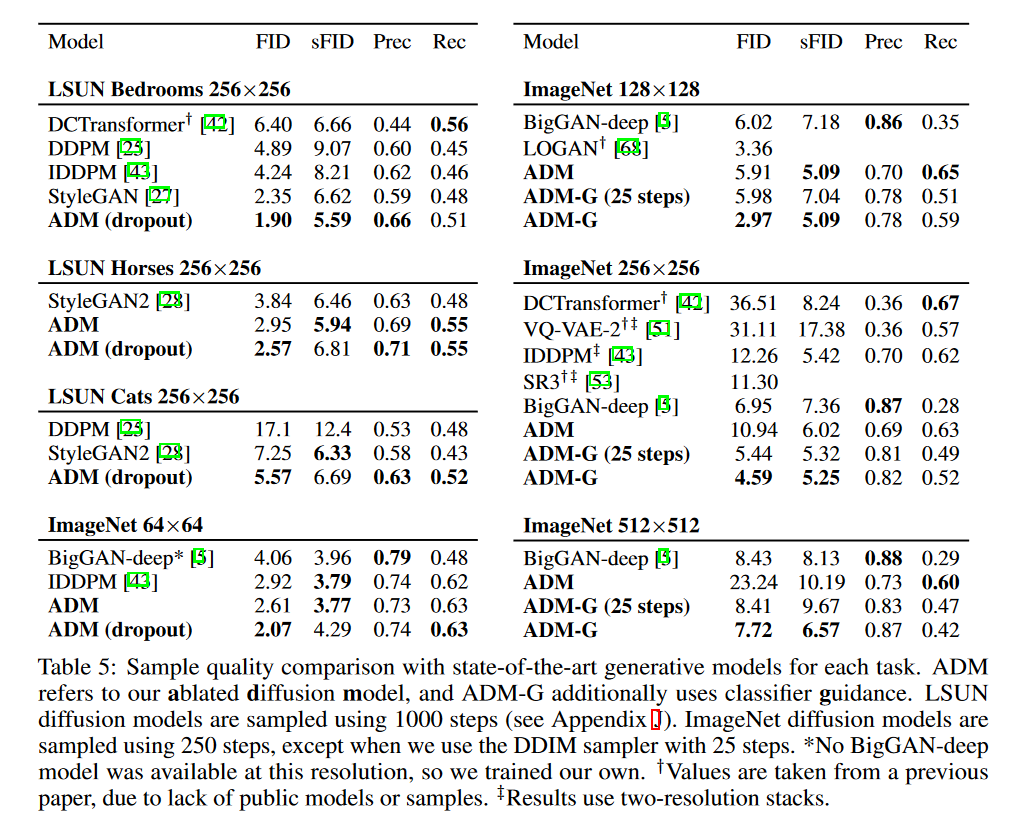 Model FID sFID Prec Rec
LSUN Bedrooms 256×256
DCTransformer† [42] 6.40 6.66 0.44 0.56
DDPM [25] 4.89 9.07 0.60 0.45
IDDPM [43] 4.24 8.21 0.62 0.46
StyleGAN [27] 2.35 6.62 0.59 0.48
ADM (dropout) 1.90 5.59 0.66 0.51
LSUN Horses 256×256
StyleGAN2 [28] 3.84 6.46 0.63 0.48
ADM 2.95 5.94 0.69 0.55
ADM (dropout) 2.57 6.81 0.71 0.55
LSUN Cats 256×256
DDPM [25] 17.1 12.4 0.53 0.48
StyleGAN2 [28] 7.25 6.33 0.58 0.43
ADM (dropout) 5.57 6.69 0.63 0.52
ImageNet 64×64
BigGAN-deep* [5] 4.06 3.96 0.79 0.48
IDDPM [43] 2.92 3.79 0.74 0.62
ADM 2.61 3.77 0.73 0.63
ADM (dropout) 2.07 4.29 0.74 0.63
Model FID sFID Prec Rec
ImageNet 128×128
BigGAN-deep [5] 6.02 7.18 0.86 0.35
LOGAN† [68] 3.36
ADM 5.91 5.09 0.70 0.65
ADM-G (25 steps) 5.98 7.04 0.78 0.51
ADM-G 2.97 5.09 0.78 0.59
ImageNet 256×256
DCTransformer† [42] 36.51 8.24 0.36 0.67
VQ-VAE-2†‡ [51] 31.11 17.38 0.36 0.57
IDDPM‡ [43] 12.26 5.42 0.70 0.62
SR3†‡ [53] 11.30
BigGAN-deep [5] 6.95 7.36 0.87 0.28
ADM 10.94 6.02 0.69 0.63
ADM-G (25 steps) 5.44 5.32 0.81 0.49
ADM-G 4.59 5.25 0.82 0.52
ImageNet 512×512
BigGAN-deep [5] 8.43 8.13 0.88 0.29
ADM 23.24 10.19 0.73 0.60
ADM-G (25 steps) 8.41 9.67 0.83 0.47
ADM-G 7.72 6.57 0.87 0.42
Table 5: Sample quality comparison with state-of-the-art generative models for each task. ADM
refers to our ablated diffusion model, and ADM-G additionally uses classifier guidance. LSUN
diffusion models are sampled using 1000 steps (see Appendix J). ImageNet diffusion models are
sampled using 250 steps, except when we use the DDIM sampler with 25 steps. *No BigGAN-deep
model was available at this resolution, so we trained our own. †Values are taken from a previous
paper, due to lack of public models or samples. ‡Results use two-resolution stacks.